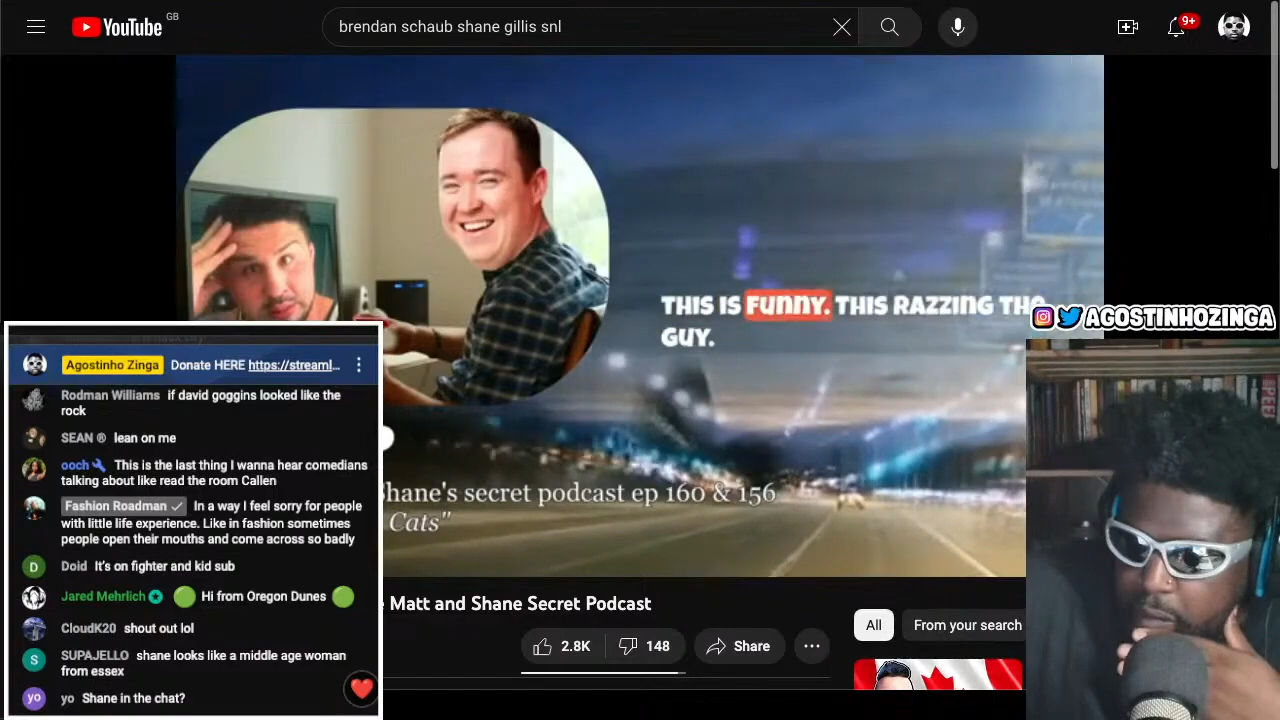 YouTube GB
brendan schaub shane gillis snl
9+
THIS IS FUNNY. THIS RAZZING THE
GUY.
AGOSTINHOZINGA
Agostinho Zinga Donate HERE https://streaml...
Rodman Williams if david goggins looked like the
rock
SEAN ® lean on me
ooch This is the last thing I wanna hear comedians
talking about like read the room Callen
Fashion Roadman In a way I feel sorry for people
with little life experience. Like in fashion sometimes
people open their mouths and come across so badly
D Doid It's on fighter and kid sub
Jared Mehrlich Hi from Oregon Dunes
CloudK20 shout out lol
S SUPAJELLO shane looks like a middle age woman
from essex
yo yo Shane in the chat?
Shane's secret podcast ep 160 & 156
Cats"
Matt and Shane Secret Podcast
2.8K 148 Share
All From your search